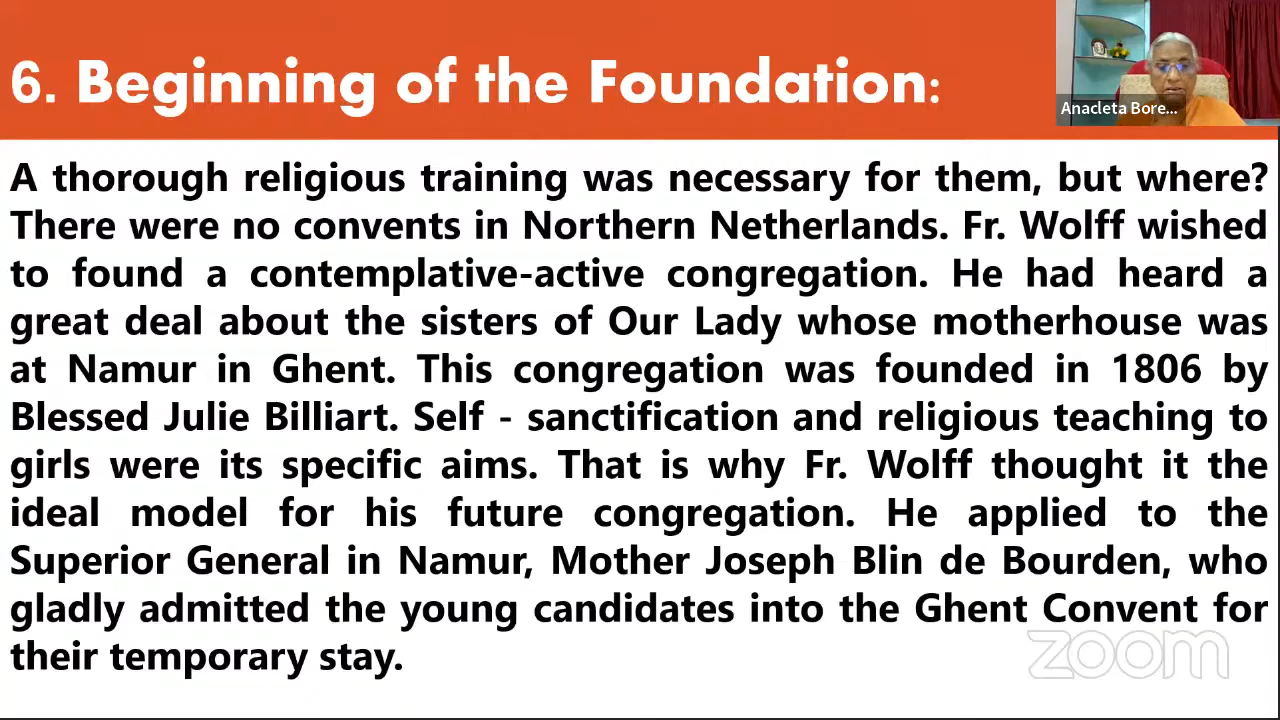 6. Beginning of the Foundation:
Anacleta Bore...
A thorough religious training was necessary for them, but where?
There were no convents in Northern Netherlands. Fr. Wolff wished
to found a contemplative-active congregation. He had heard a
great deal about the sisters of Our Lady whose motherhouse was
at Namur in Ghent. This congregation was founded in 1806 by
Blessed Julie Billiart. Self - sanctification and religious teaching to
girls were its specific aims. That is why Fr. Wolff thought it the
ideal model for his future congregation. He applied to the
Superior General in Namur, Mother Joseph Blin de Bourden, who
gladly admitted the young candidates into the Ghent Convent for
their temporary stay.
zoom